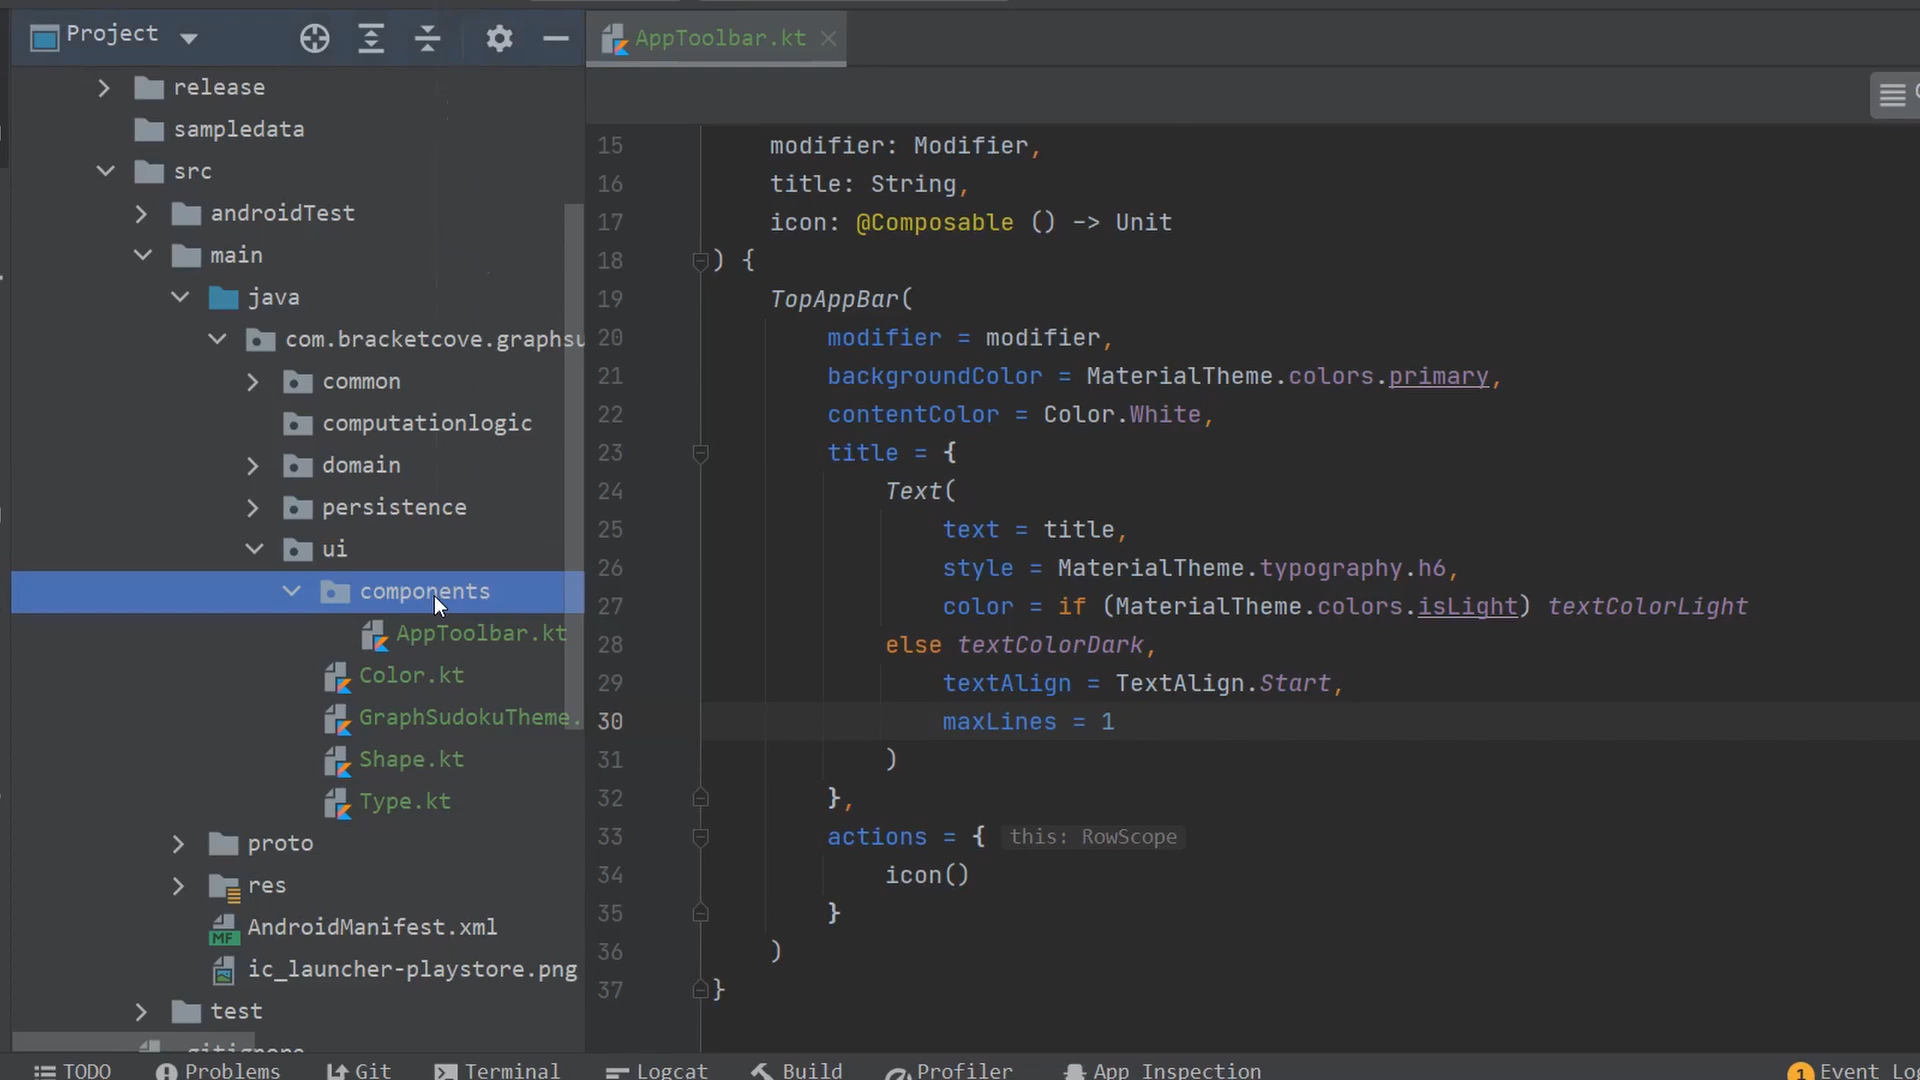 Project
AppToolbar.kt
release
sampledata
src
androidTest
main
java
com.bracketcove.graphsu
common
computationlogic
domain
persistence
ui
components
AppToolbar.kt
Color.kt
GraphSudokuTheme.
Shape.kt
Type.kt
proto
res
AndroidManifest.xml
ic_launcher-playstore.png
test
.gitignore
15 modifier: Modifier,
16 title: String,
17 icon: @Composable () -> Unit
18 ) {
19 TopAppBar(
20 modifier = modifier,
21 backgroundColor = MaterialTheme.colors.primary,
22 contentColor = Color.White,
23 title = {
24 Text(
25 text = title,
26 style = MaterialTheme.typography.h6,
27 color = if (MaterialTheme.colors.isLight) textColorLight
28 else textColorDark,
29 textAlign = TextAlign.Start,
30 maxLines = 1
31 )
32 },
33 actions = { this: RowScope
34 icon()
35 }
36 )
37 }
TODO Problems Git Terminal Logcat Build Profiler App Inspection 1 Event Log